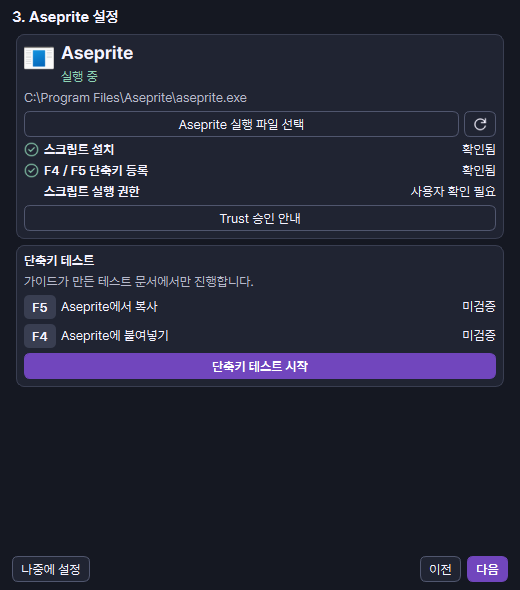 3. Aseprite 설정
Aseprite
실행 중
C:\Program Files\Aseprite\aseprite.exe
Aseprite 실행 파일 선택
스크립트 설치 확인됨
F4 / F5 단축키 등록 확인됨
스크립트 실행 권한 사용자 확인 필요
Trust 승인 안내
단축키 테스트
가이드가 만든 테스트 문서에서만 진행합니다.
F5 Aseprite에서 복사 미검증
F4 Aseprite에 붙여넣기 미검증
단축키 테스트 시작
나중에 설정 이전 다음